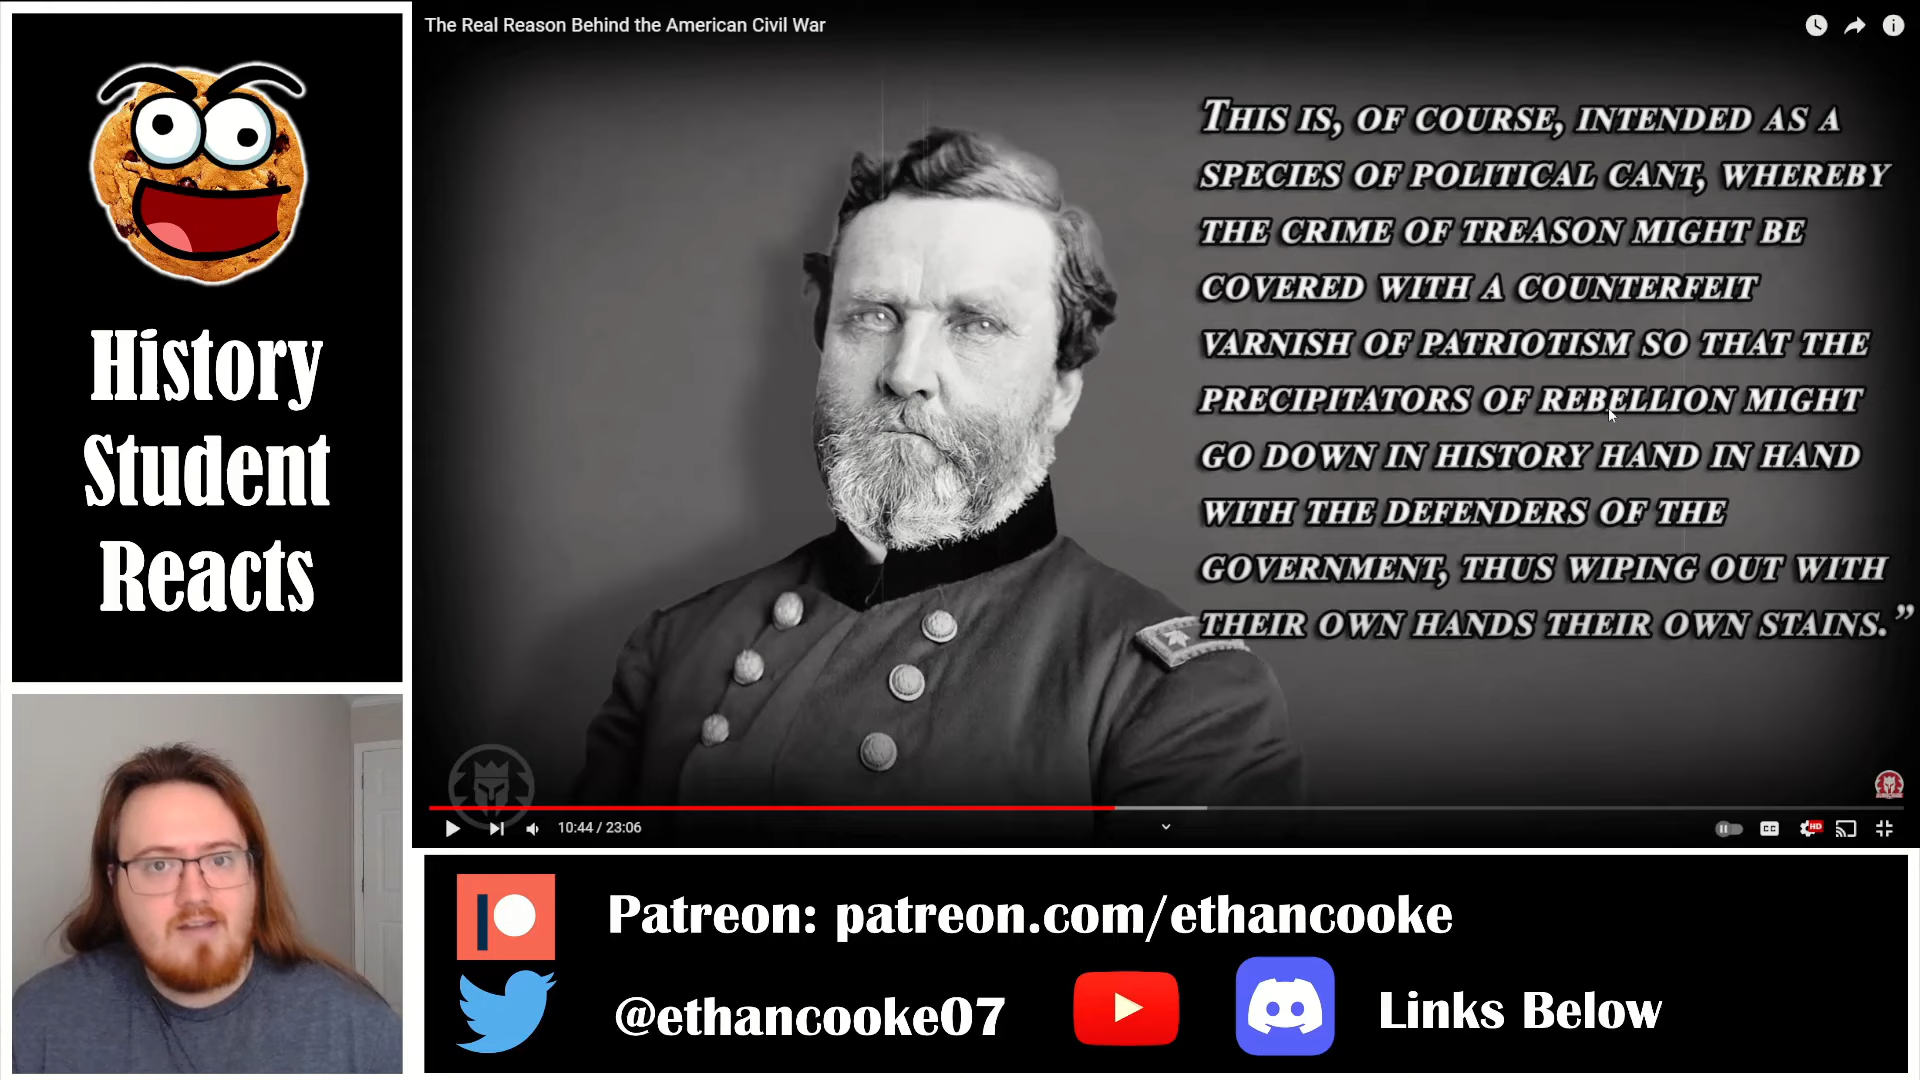 The Real Reason Behind the American Civil War
THIS IS, OF COURSE, INTENDED AS A
SPECIES OF POLITICAL CANT, WHEREBY
THE CRIME OF TREASON MIGHT BE
COVERED WITH A COUNTERFEIT
VARNISH OF PATRIOTISM SO THAT THE
PRECIPITATORS OF REBELLION MIGHT
GO DOWN IN HISTORY HAND IN HAND
WITH THE DEFENDERS OF THE
GOVERNMENT, THUS WIPING OUT WITH
THEIR OWN HANDS THEIR OWN STAINS.”
History
Student
Reacts
10:44 / 23:06
CC
HD
Patreon: patreon.com/ethancooke
@ethancooke07
Links Below